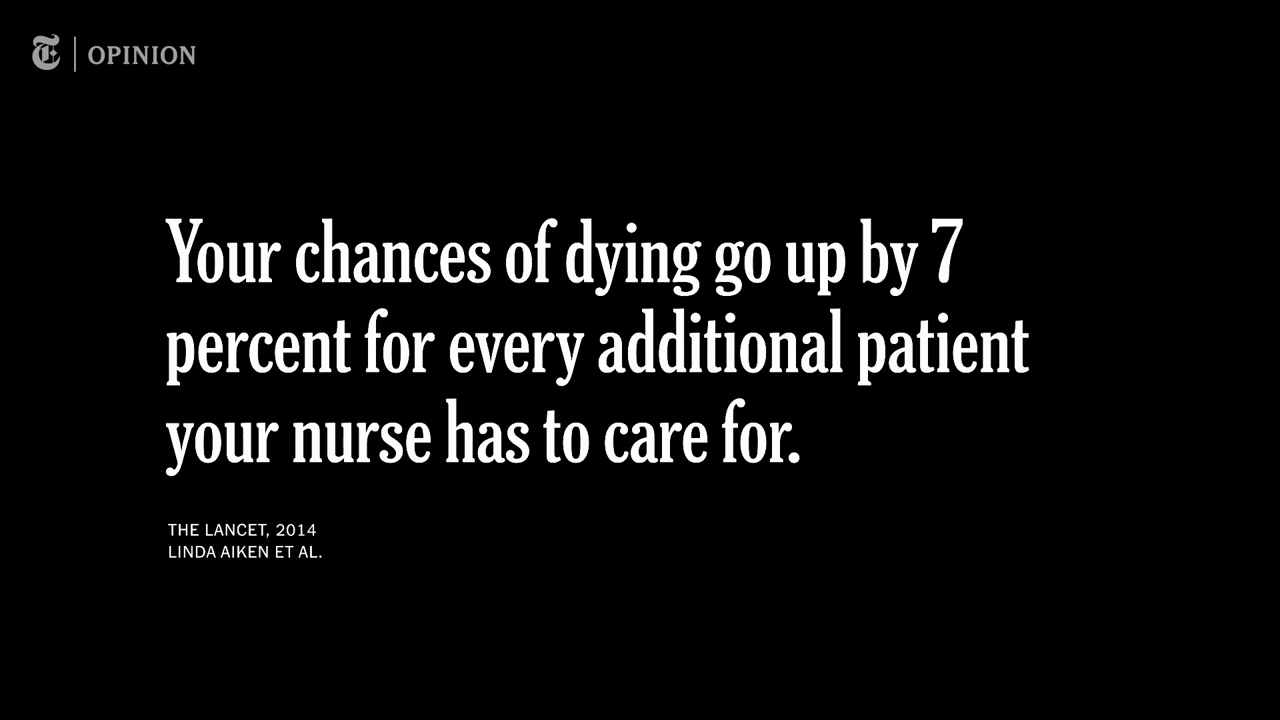 T | OPINION
Your chances of dying go up by 7
percent for every additional patient
your nurse has to care for.
THE LANCET, 2014
LINDA AIKEN ET AL.